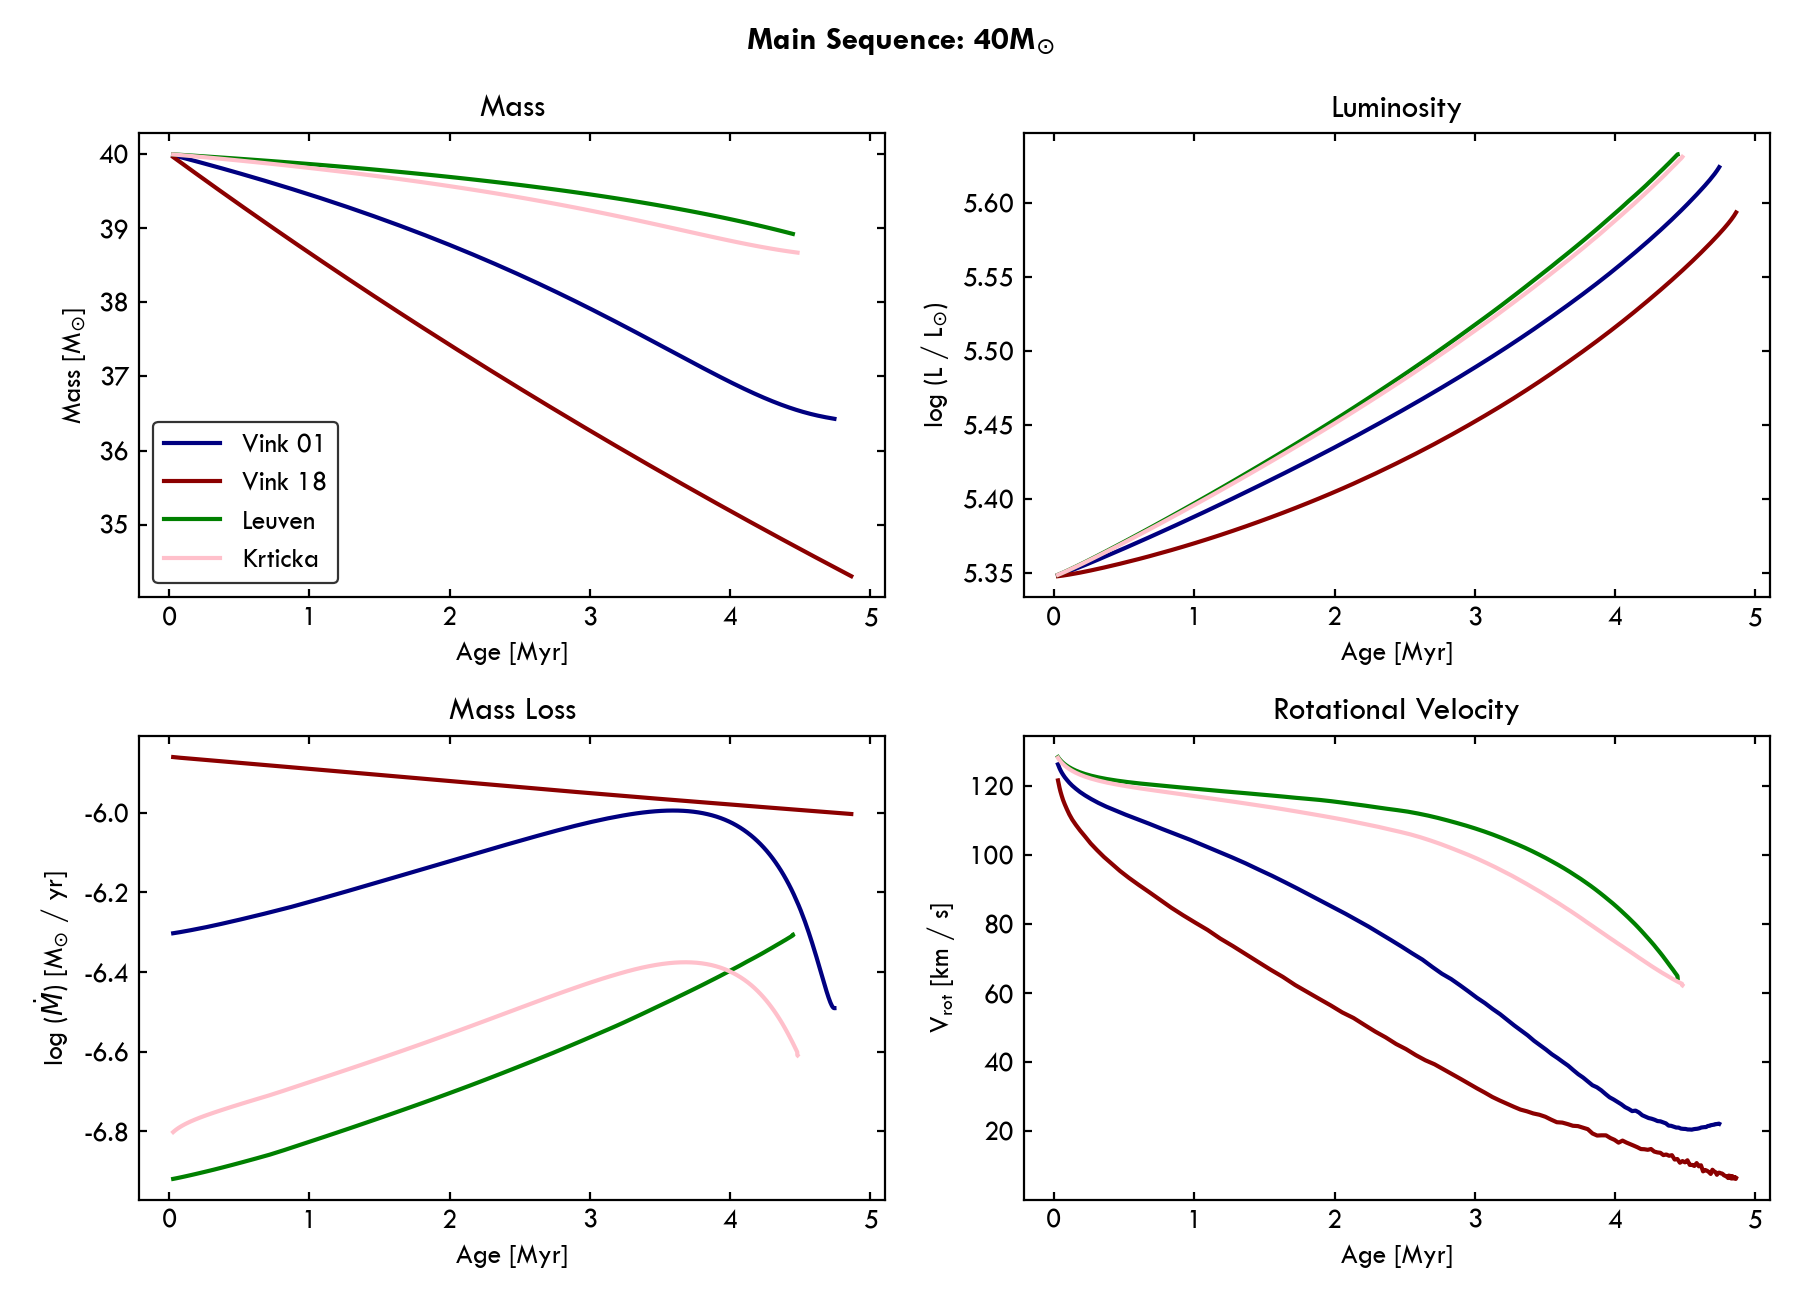 Main Sequence: 40M☉
Mass
40
39
38
37
36
35
Mass [M☉]
Vink 01
Vink 18
Leuven
Krticka
0 1 2 3 4 5
Age [Myr]
Luminosity
5.60
5.55
5.50
5.45
5.40
5.35
log (L / L☉)
0 1 2 3 4 5
Age [Myr]
Mass Loss
-6.0
-6.2
-6.4
-6.6
-6.8
log (Ṁ) [M☉ / yr]
0 1 2 3 4 5
Age [Myr]
Rotational Velocity
120
100
80
60
40
20
Vrot [km / s]
0 1 2 3 4 5
Age [Myr]